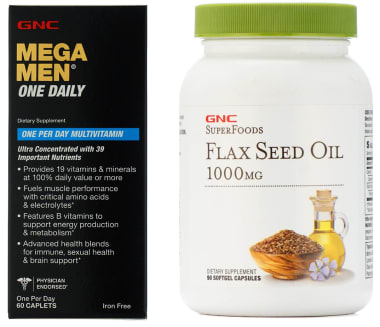 GNC
MEGA
MEN®
ONE DAILY
Dietary Supplement
ONE PER DAY MULTIVITAMIN
Ultra Concentrated with 39
Important Nutrients
• Provides 19 vitamins & minerals
at 100% daily value or more
• Fuels muscle performance
with critical amino acids
& electrolytes*
• Features B vitamins to
support energy production
& metabolism*
• Advanced health blends
for immune, sexual health
& brain support*
PHYSICIAN
ENDORSED
One Per Day
60 CAPLETS
Iron Free
GNC
SUPERFOODS
FLAX SEED OIL
1000MG
DIETARY SUPPLEMENT
90 SOFTGEL CAPSULES